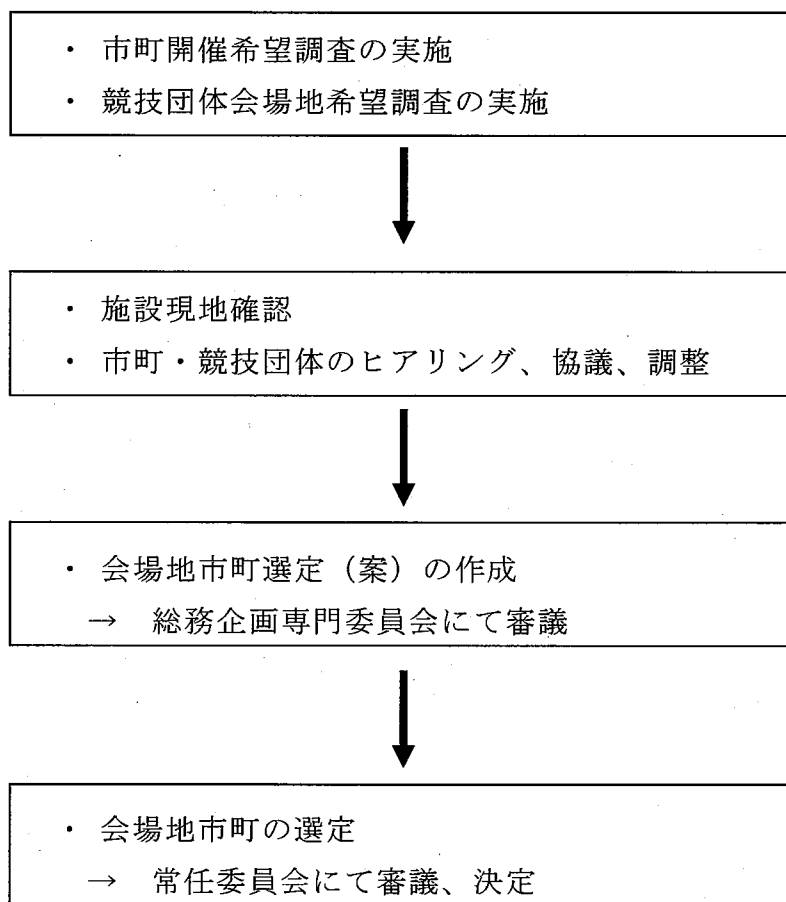 ・ 市町開催希望調査の実施
・ 競技団体会場地希望調査の実施
・ 施設現地確認
・ 市町・競技団体のヒアリング、協議、調整
・ 会場地市町選定（案）の作成
→ 総務企画専門委員会にて審議
・ 会場地市町の選定
→ 常任委員会にて審議、決定